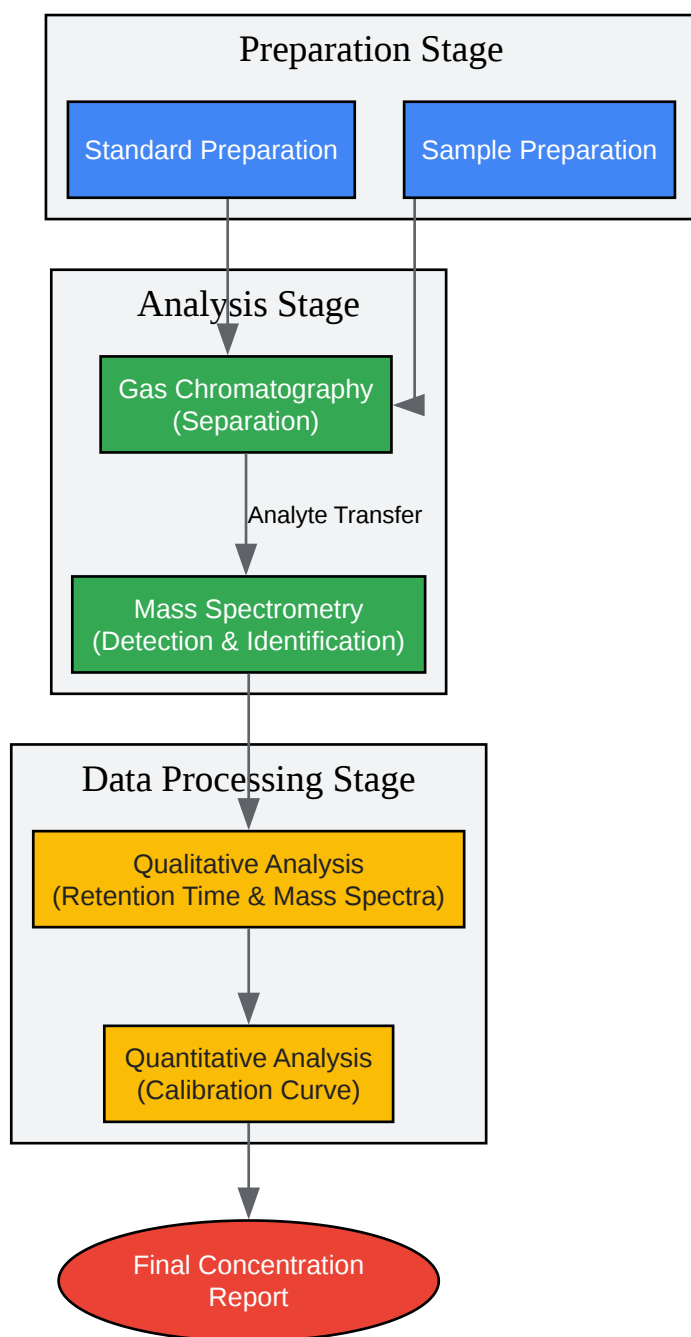 Preparation Stage
Standard Preparation
Sample Preparation
Analysis Stage
Gas Chromatography
(Separation)
Analyte Transfer
Mass Spectrometry
(Detection & Identification)
Data Processing Stage
Qualitative Analysis
(Retention Time & Mass Spectra)
Quantitative Analysis
(Calibration Curve)
Final Concentration
Report